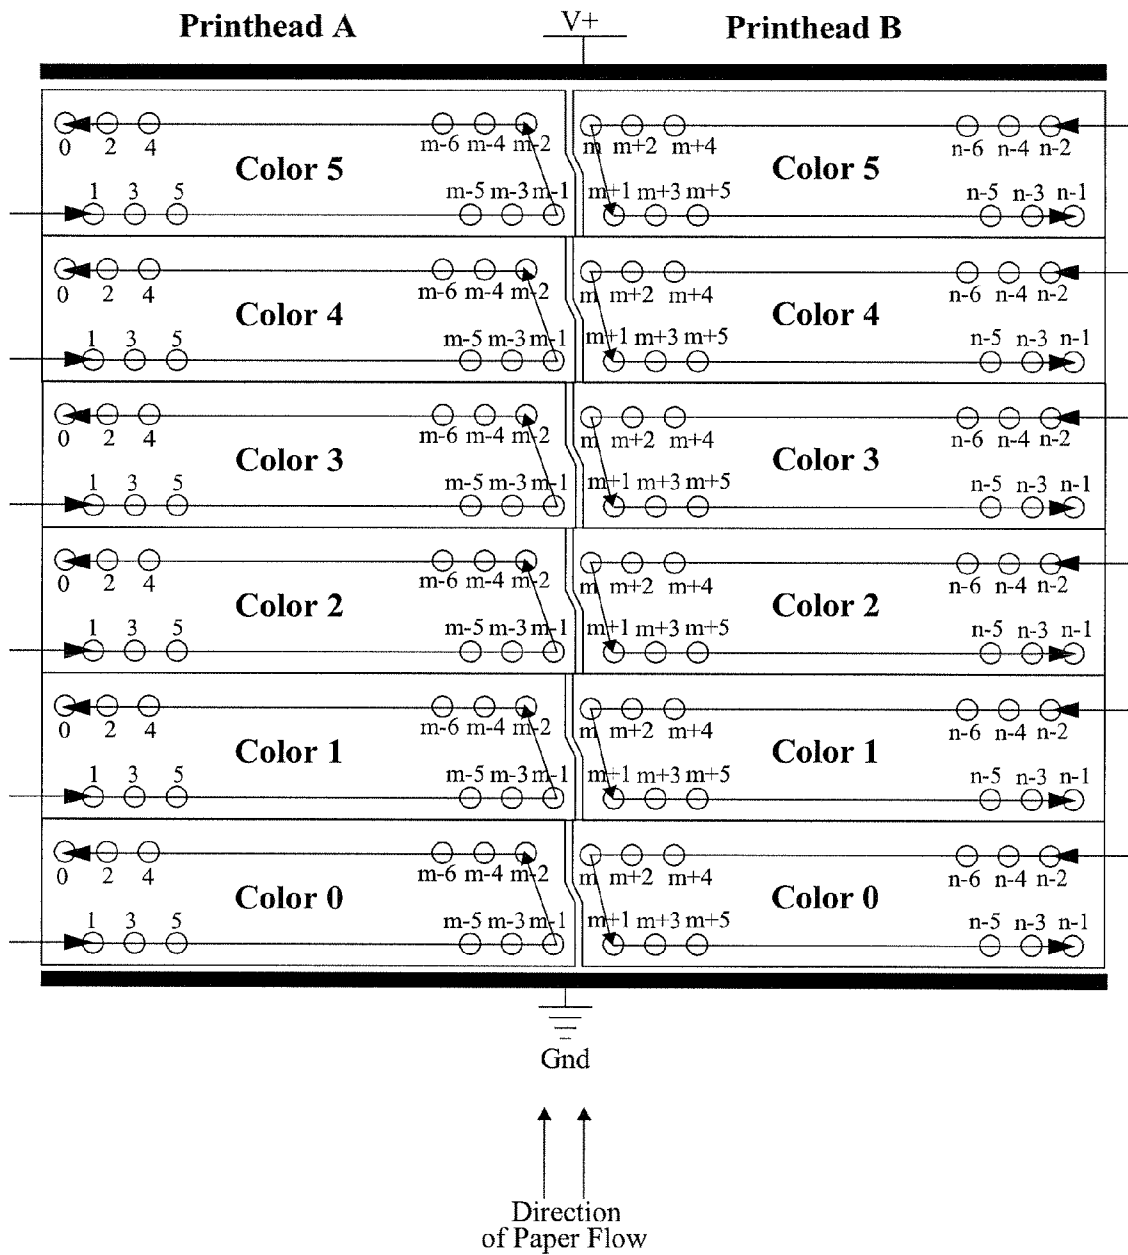 Printhead A V+ Printhead B
0 2 4 m-6 m-4 m-2 m m+2 m+4 n-6 n-4 n-2
Color 5 Color 5
1 3 5 m-5 m-3 m-1 m+1 m+3 m+5 n-5 n-3 n-1
0 2 4 m-6 m-4 m-2 m m+2 m+4 n-6 n-4 n-2
Color 4 Color 4
1 3 5 m-5 m-3 m-1 m+1 m+3 m+5 n-5 n-3 n-1
0 2 4 m-6 m-4 m-2 m m+2 m+4 n-6 n-4 n-2
Color 3 Color 3
1 3 5 m-5 m-3 m-1 m+1 m+3 m+5 n-5 n-3 n-1
0 2 4 m-6 m-4 m-2 m m+2 m+4 n-6 n-4 n-2
Color 2 Color 2
1 3 5 m-5 m-3 m-1 m+1 m+3 m+5 n-5 n-3 n-1
0 2 4 m-6 m-4 m-2 m m+2 m+4 n-6 n-4 n-2
Color 1 Color 1
1 3 5 m-5 m-3 m-1 m+1 m+3 m+5 n-5 n-3 n-1
0 2 4 m-6 m-4 m-2 m m+2 m+4 n-6 n-4 n-2
Color 0 Color 0
1 3 5 m-5 m-3 m-1 m+1 m+3 m+5 n-5 n-3 n-1
Gnd
Direction
of Paper Flow